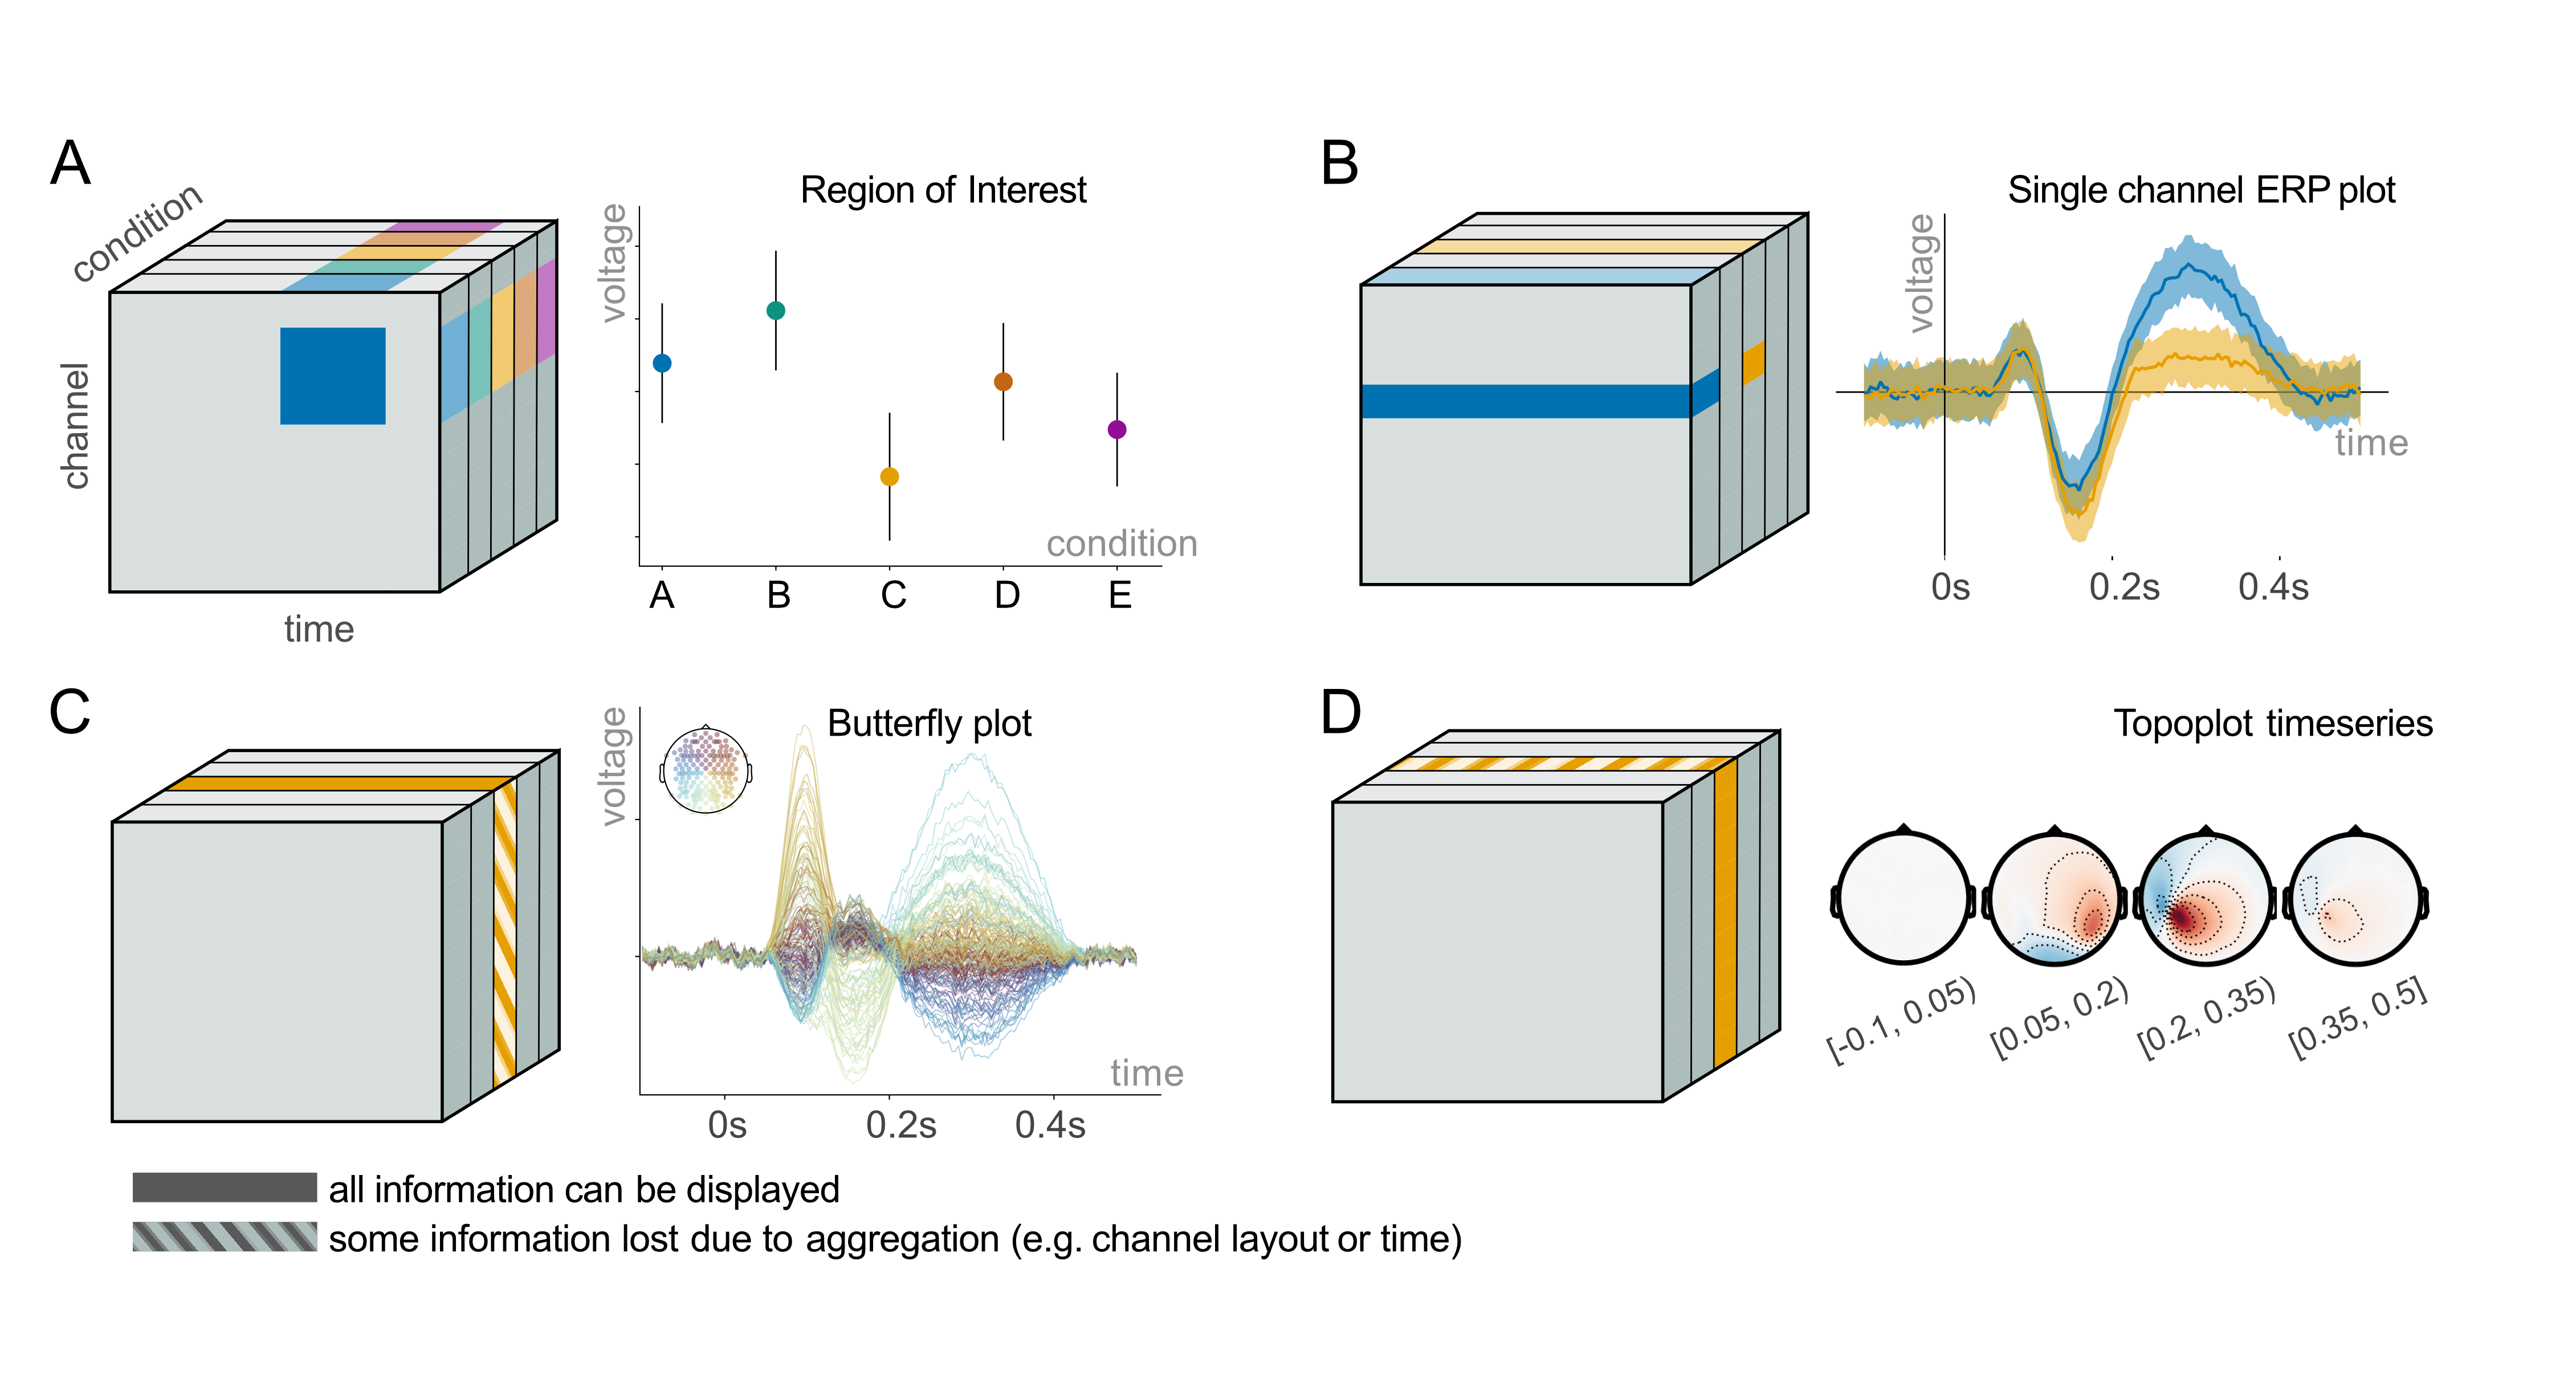 A
condition
channel
time
Region of Interest
voltage
condition
A B C D E
B
Single channel ERP plot
voltage
time
0s 0.2s 0.4s
C
Butterfly plot
voltage
time
0s 0.2s 0.4s
D
Topoplot timeseries
[-0.1, 0.05) [0.05, 0.2) [0.2, 0.35) [0.35, 0.5]
all information can be displayed
some information lost due to aggregation (e.g. channel layout or time)